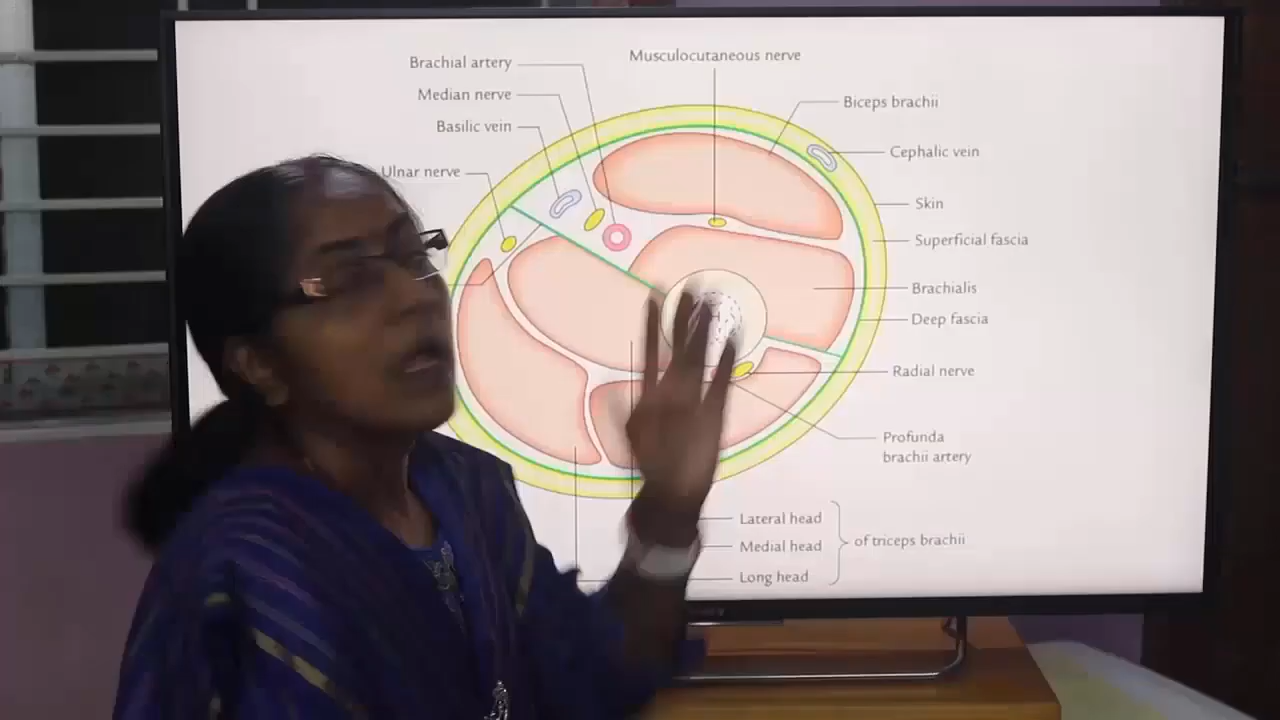 Musculocutaneous nerve
Brachial artery
Median nerve
Basilic vein
Ulnar nerve
Biceps brachii
Cephalic vein
Skin
Superficial fascia
Brachialis
Deep fascia
Radial nerve
Profunda
brachii artery
Lateral head
Medial head
of triceps brachii
Long head